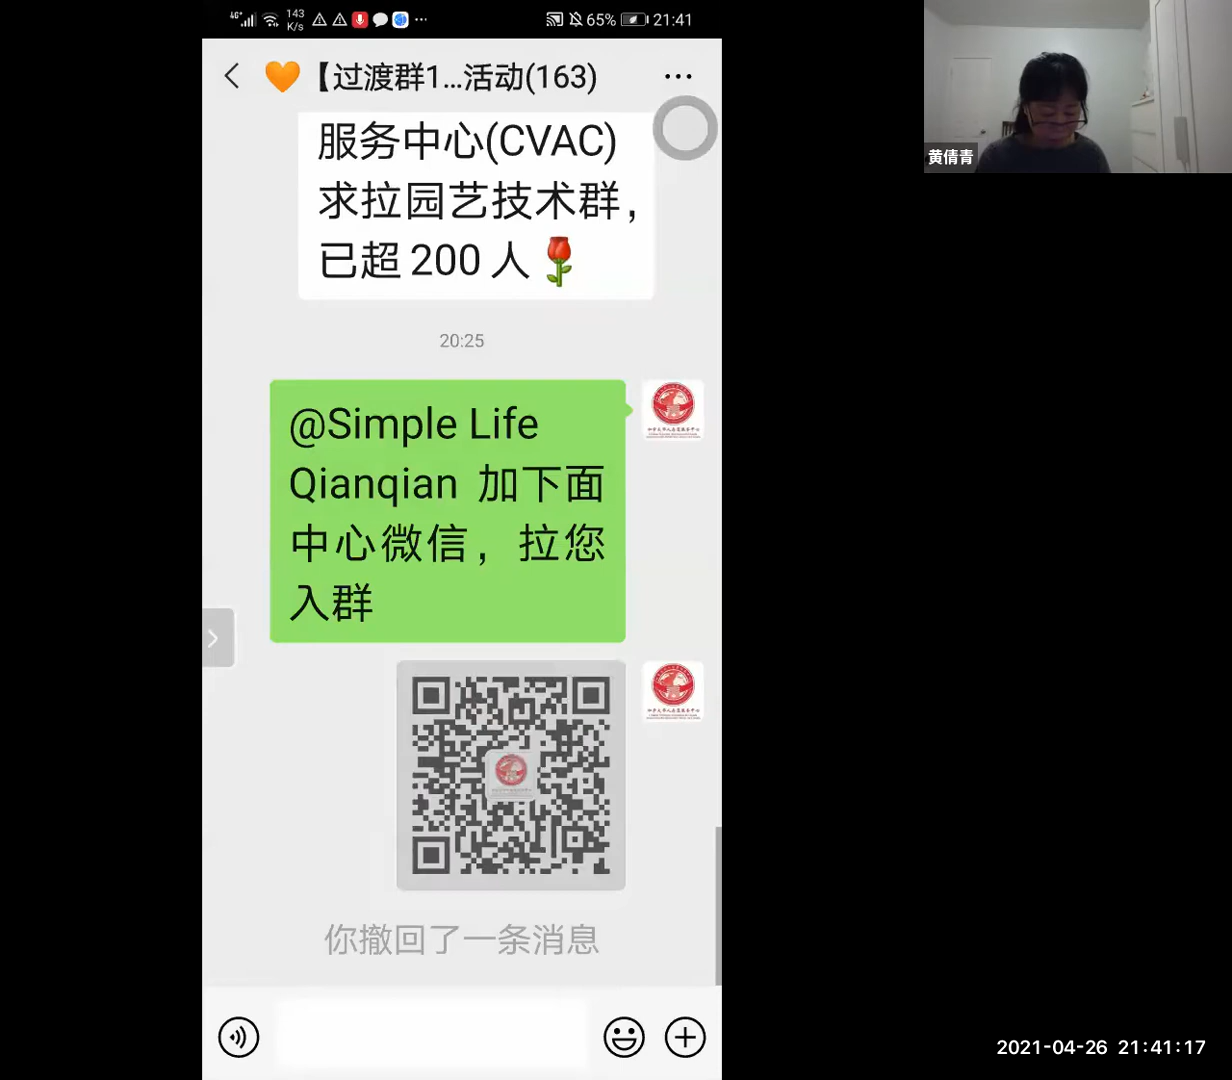 4G 143 K/s 65% 21:41
🧡【过渡群1...活动(163)
服务中心(CVAC)
求拉园艺技术群，
已超 200 人🌹
20:25
@Simple Life
Qianqian 加下面
中心微信，拉您
入群
你撤回了一条消息
黄倩青
2021-04-26 21:41:17